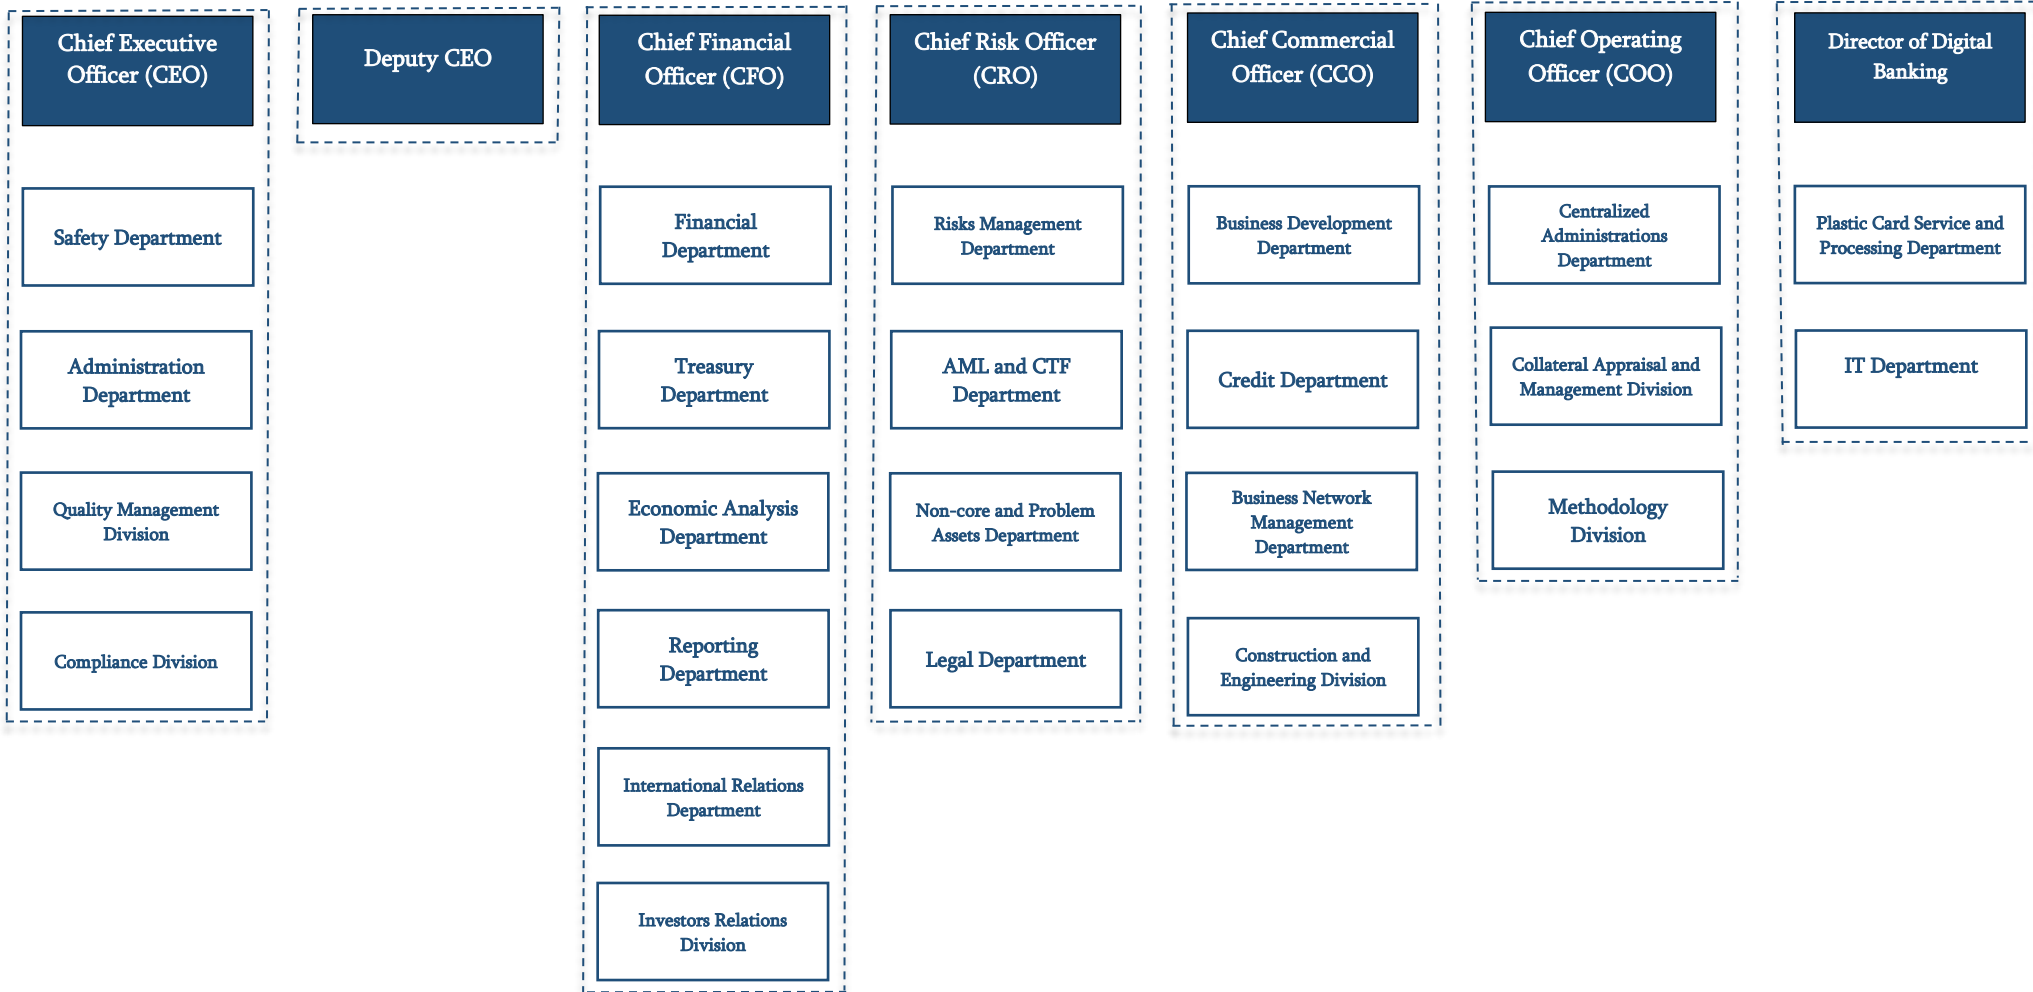 Chief Executive
Officer (CEO)
Safety Department
Administration
Department
Quality Management
Division
Compliance Division
Deputy CEO
Chief Financial
Officer (CFO)
Financial
Department
Treasury
Department
Economic Analysis
Department
Reporting
Department
International Relations
Department
Investors Relations
Division
Chief Risk Officer
(CRO)
Risks Management
Department
AML and CTF
Department
Non-core and Problem
Assets Department
Legal Department
Chief Commercial
Officer (CCO)
Business Development
Department
Credit Department
Business Network
Management
Department
Construction and
Engineering Division
Chief Operating
Officer (COO)
Centralized
Administrations
Department
Collateral Appraisal and
Management Division
Methodology
Division
Director of Digital
Banking
Plastic Card Service and
Processing Department
IT Department